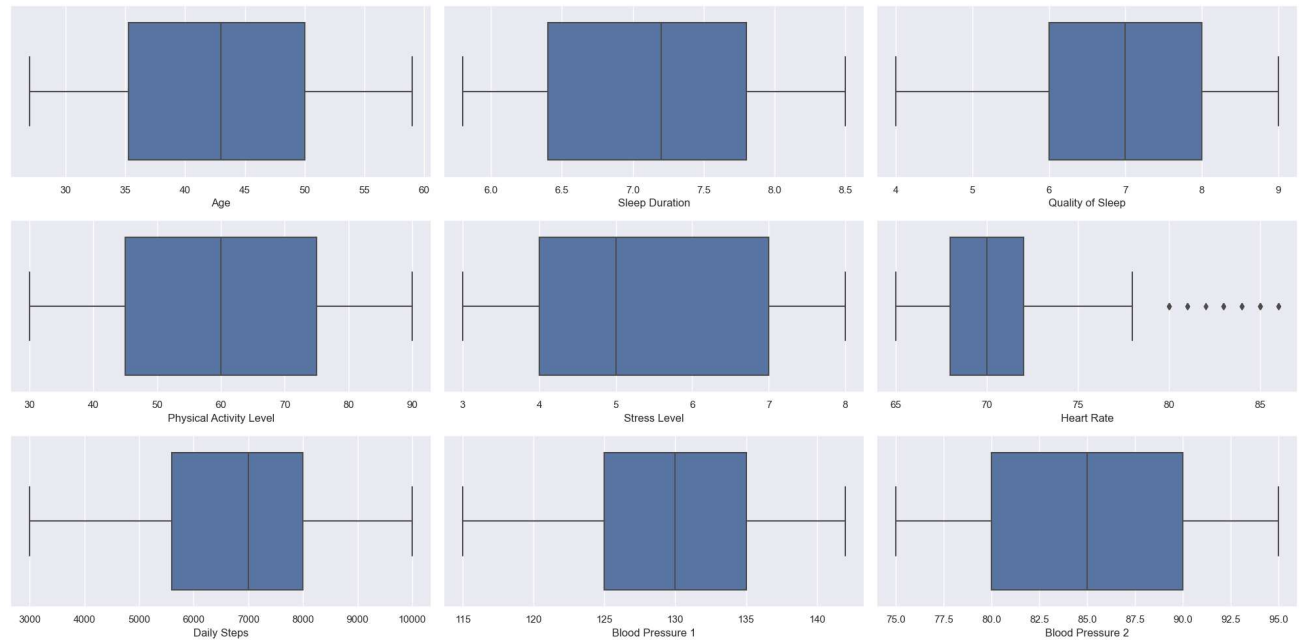 30 35 40 45 50 55 60
Age
6.0 6.5 7.0 7.5 8.0 8.5
Sleep Duration
4 5 6 7 8 9
Quality of Sleep
30 40 50 60 70 80 90
Physical Activity Level
3 4 5 6 7 8
Stress Level
65 70 75 80 85
Heart Rate
3000 4000 5000 6000 7000 8000 9000 10000
Daily Steps
115 120 125 130 135 140
Blood Pressure 1
75.0 77.5 80.0 82.5 85.0 87.5 90.0 92.5 95.0
Blood Pressure 2